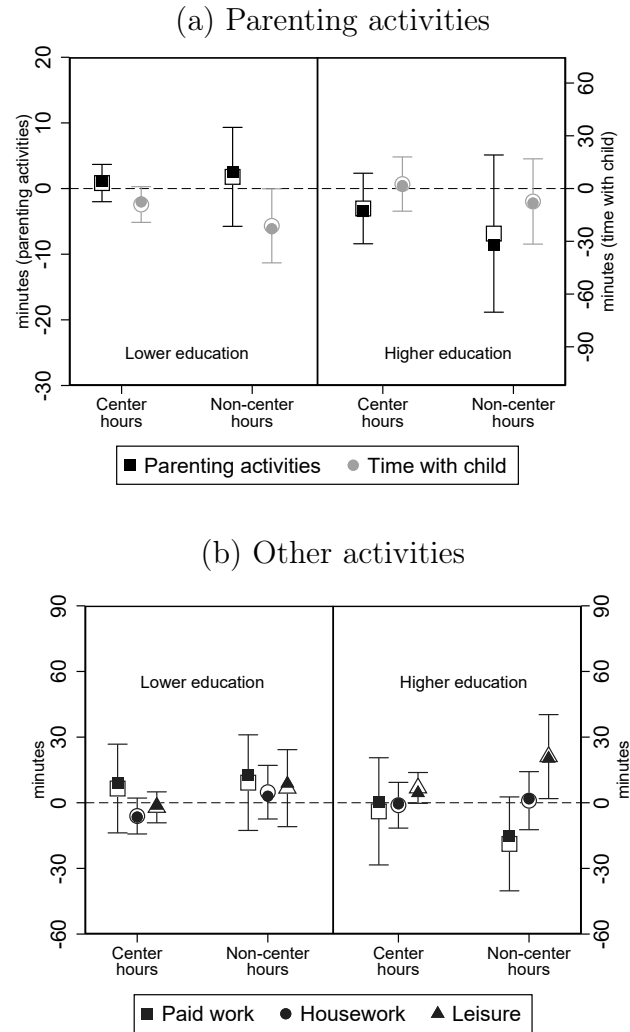 (a) Parenting activities
20
10
0
-10
-20
-30
minutes (parenting activities)
60
30
0
-30
-60
-90
minutes (time with child)
Lower education
Higher education
Center
hours
Non-center
hours
Center
hours
Non-center
hours
Parenting activities
Time with child
(b) Other activities
90
60
30
0
-30
-60
minutes
90
60
30
0
-30
-60
minutes
Lower education
Higher education
Center
hours
Non-center
hours
Center
hours
Non-center
hours
Paid work
Housework
Leisure